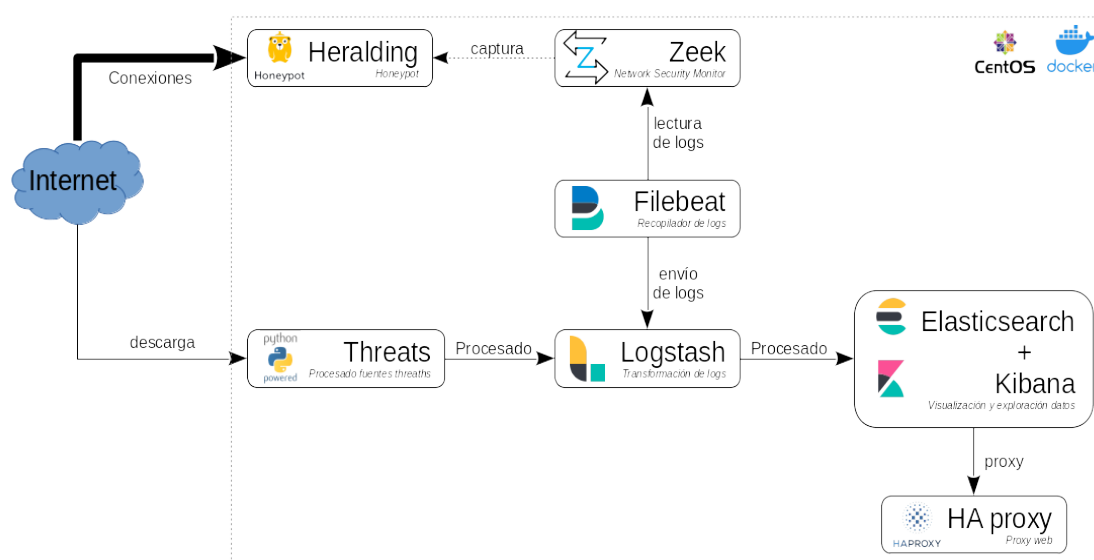 Heralding
Honeypot
Honeypot
captura
Zeek
Network Security Monitor
CentOS
docker
Conexiones
lectura
de logs
Internet
Filebeat
Recopilador de logs
envío
de logs
descarga
python
powered
Threats
Procesado fuentes threaths
Procesado
Logstash
Transformación de logs
Procesado
Elasticsearch
+
Kibana
Visualización y exploración datos
proxy
HAPROXY
HA proxy
Proxy web